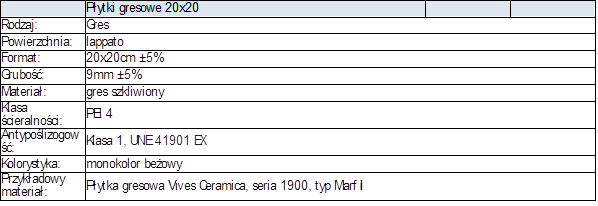 Płytki gresowe 20x20
Rodzaj: Gres
Powierzchnia: lappato
Format: 20x20cm ±5%
Grubość: 9mm ±5%
Materiał: gres szkliwiony
Klasa
ścieralności: PEI 4
Antypoślizogow
ść: Klasa 1, UNE 41901 EX
Kolorystyka: monokolor beżowy
Przykładowy
materiał: Płytka gresowa Vives Ceramica, seria 1900, typ Marfil